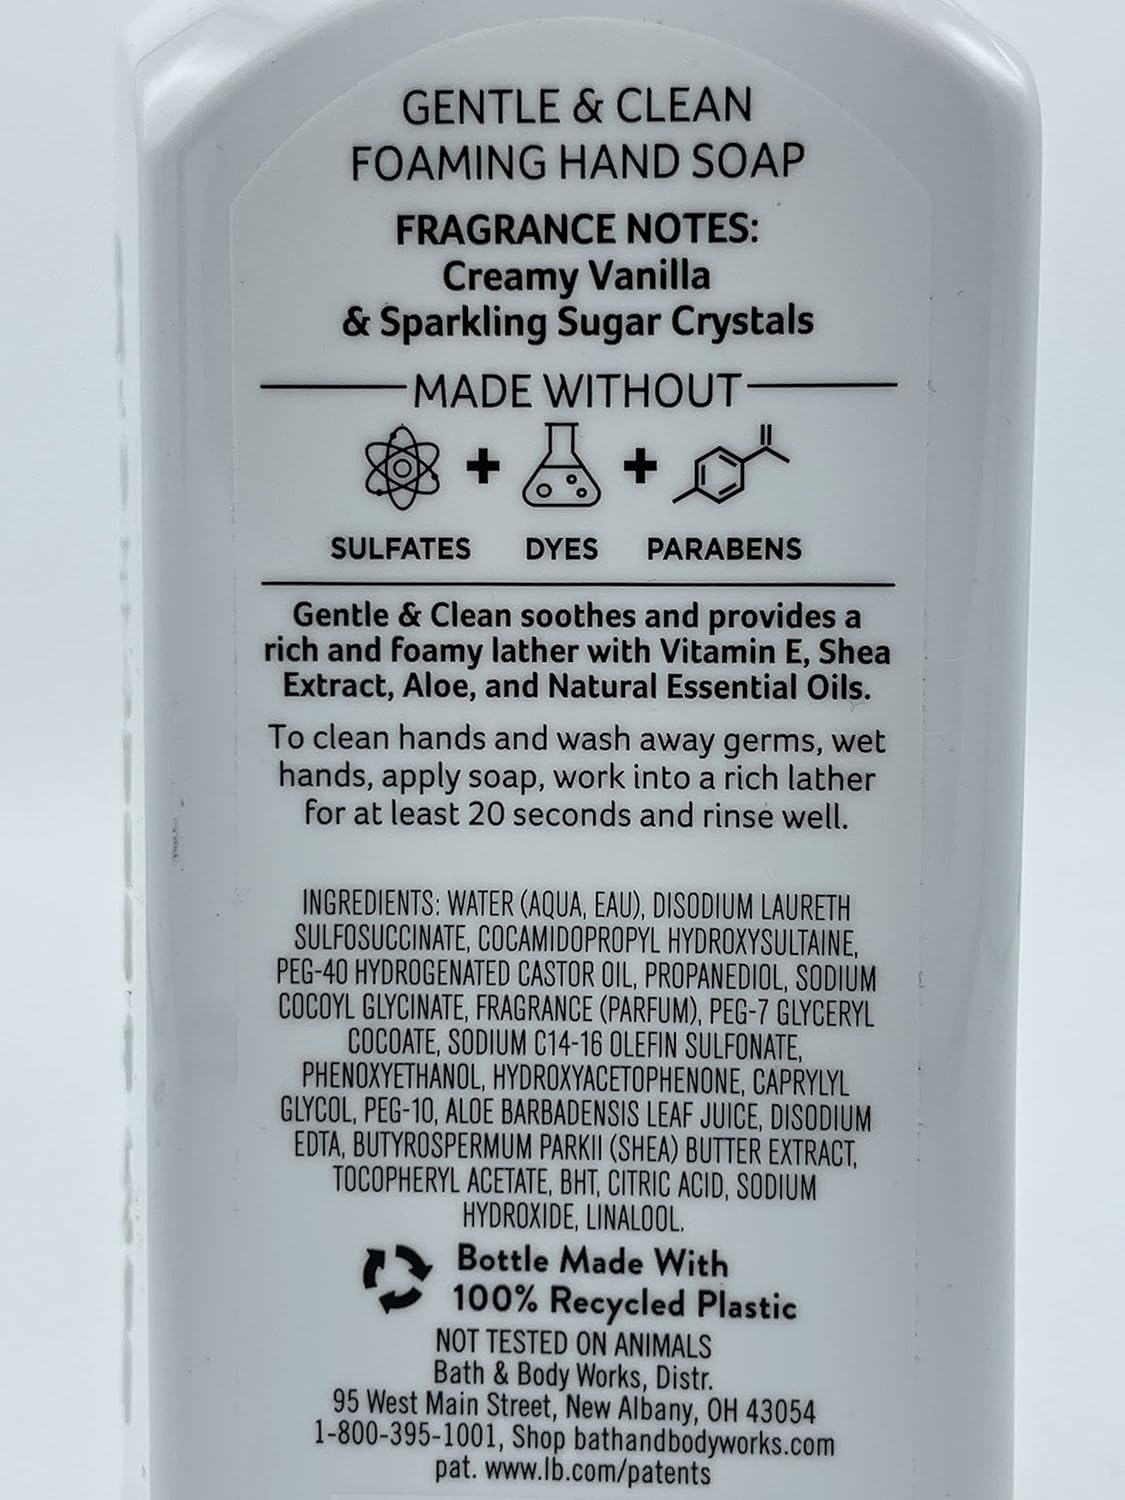 GENTLE & CLEAN
FOAMING HAND SOAP
FRAGRANCE NOTES:
Creamy Vanilla
& Sparkling Sugar Crystals
MADE WITHOUT
SULFATES + DYES + PARABENS
Gentle & Clean soothes and provides a
rich and foamy lather with Vitamin E, Shea
Extract, Aloe, and Natural Essential Oils.
To clean hands and wash away germs, wet
hands, apply soap, work into a rich lather
for at least 20 seconds and rinse well.
INGREDIENTS: WATER (AQUA, EAU), DISODIUM LAURETH
SULFOSUCCINATE, COCAMIDOPROPYL HYDROXYSULTAINE,
PEG-40 HYDROGENATED CASTOR OIL, PROPANEDIOL, SODIUM
COCOYL GLYCINATE, FRAGRANCE (PARFUM), PEG-7 GLYCERYL
COCOATE, SODIUM C14-16 OLEFIN SULFONATE,
PHENOXYETHANOL, HYDROXYACETOPHENONE, CAPRYLYL
GLYCOL, PEG-10, ALOE BARBADENSIS LEAF JUICE, DISODIUM
EDTA, BUTYROSPERMUM PARKII (SHEA) BUTTER EXTRACT,
TOCOPHERYL ACETATE, BHT, CITRIC ACID, SODIUM
HYDROXIDE, LINALOOL.
Bottle Made With
100% Recycled Plastic
NOT TESTED ON ANIMALS
Bath & Body Works, Distr.
95 West Main Street, New Albany, OH 43054
1-800-395-1001, Shop bathandbodyworks.com
pat. www.lb.com/patents